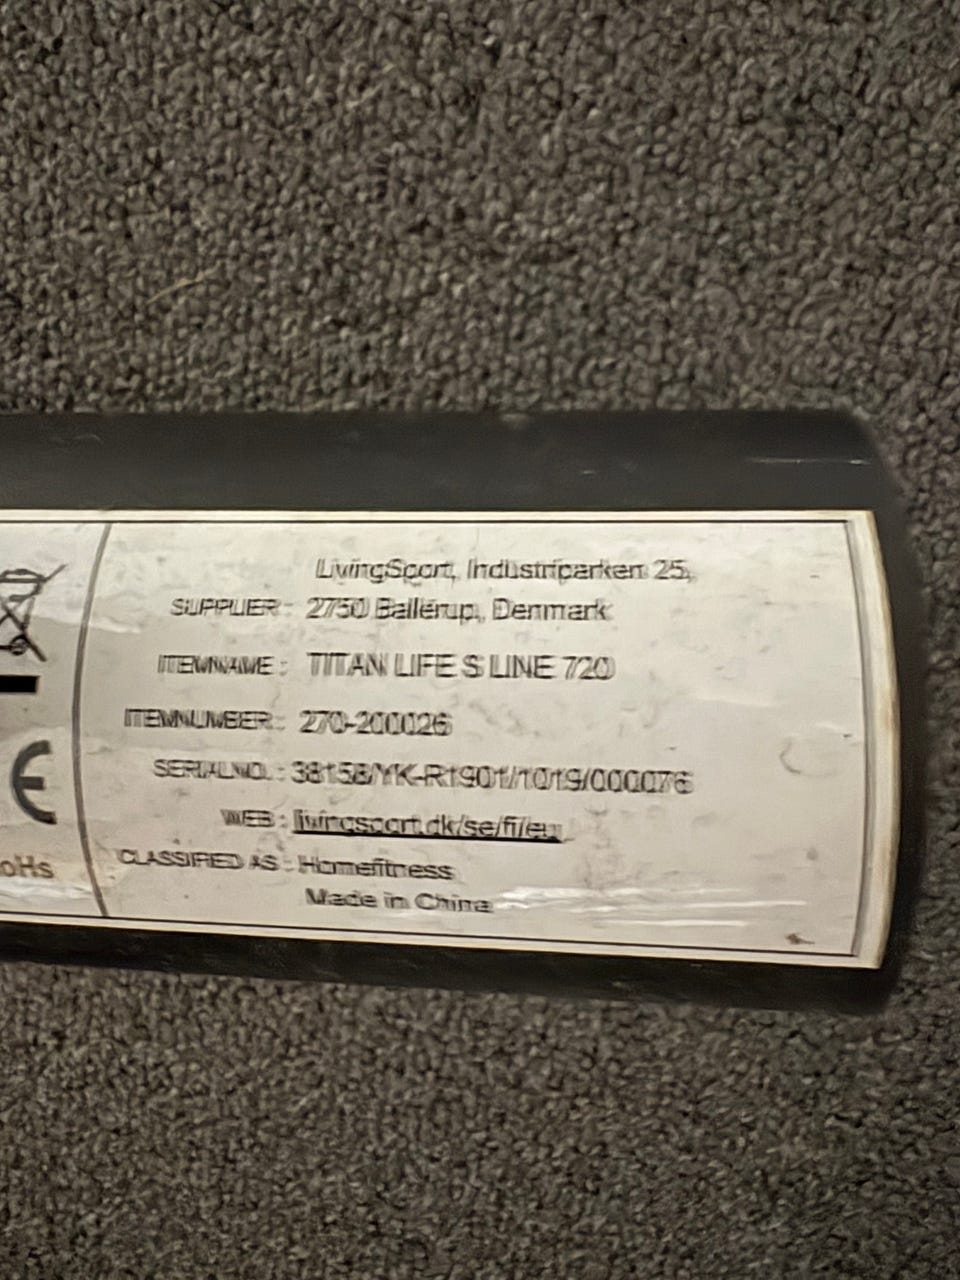 LivingSport, Industriparken 25,
SUPPLIER : 2750 Ballerup, Denmark
ITEMNAME : TITAN LIFE S LINE 720
ITEMNUMBER : 270-200026
SERIALNO. : 38158/YK-R1901/1019/000076
WEB : livingsport.dk/se/fi/eu
CLASSIFIED AS : Homefitness
Made in China
CE
oHs